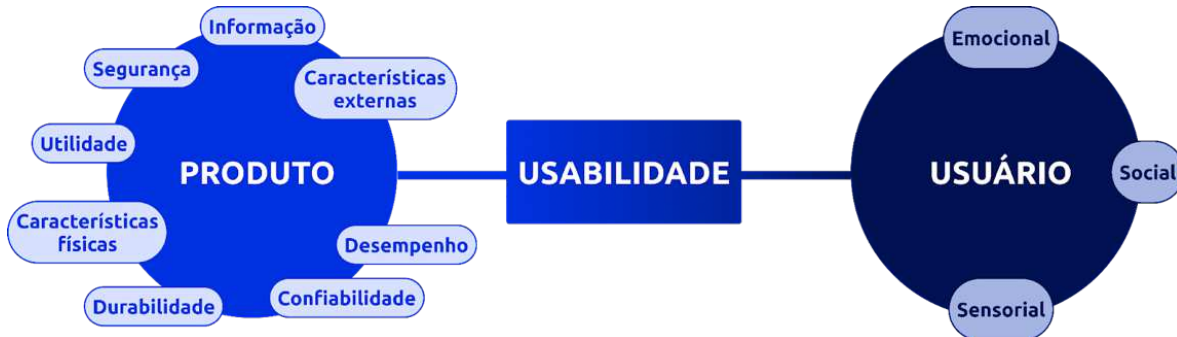 Informação
Segurança
Características
externas
Utilidade
PRODUTO
Características
físicas
Desempenho
Durabilidade
Confiabilidade
USABILIDADE
Emocional
USUÁRIO
Social
Sensorial